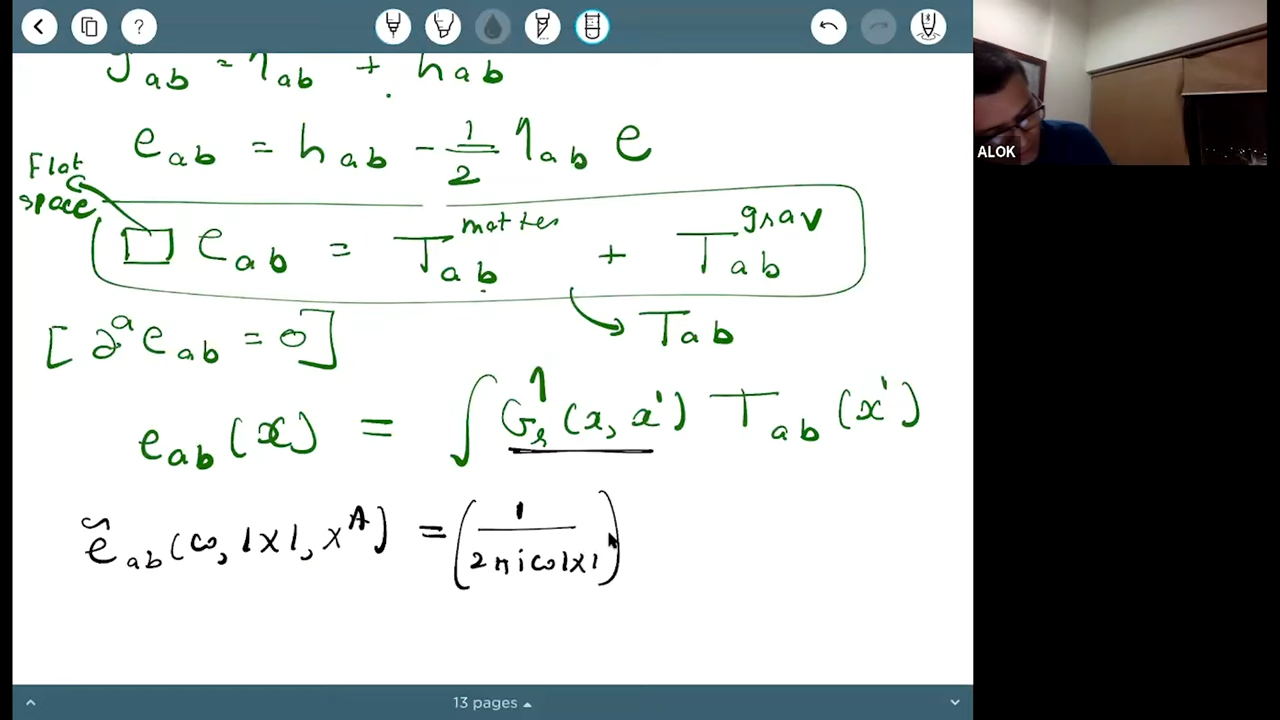 g_ab = η_ab + h_ab
e_ab = h_ab - 1/2 η_ab e
Flat space
□ e_ab = T_ab^matter + T_ab^grav
→ T_ab
[∂^a e_ab = 0]
e_ab(x) = ∫ G_r(x, x') T_ab(x')
ẽ_ab(ω, |x|, x^A) = (1 / 2πiω|x|)
ALOK
13 pages